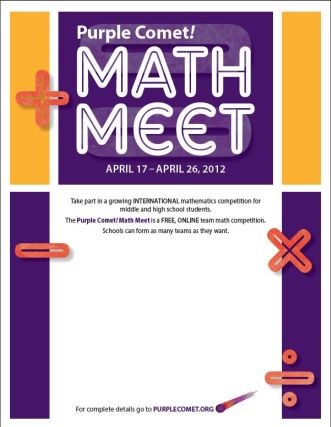 Purple Comet!
MATH
MEET
APRIL 17 – APRIL 26, 2012
Take part in a growing INTERNATIONAL mathematics competition for
middle and high school students.
The Purple Comet! Math Meet is a FREE, ONLINE team math competition.
Schools can form as many teams as they want.
For complete details go to PURPLECOMET.ORG